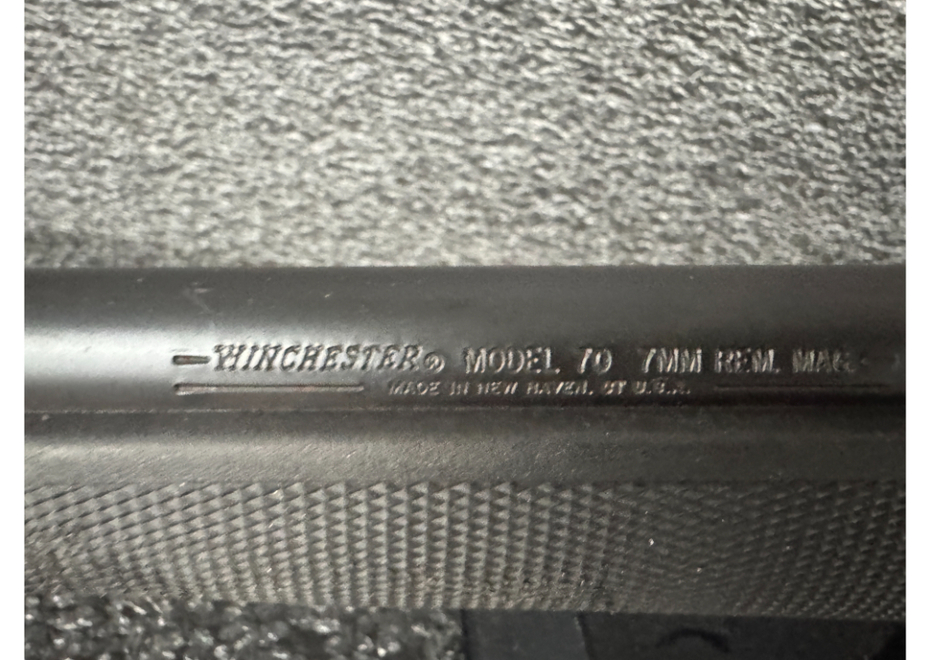 WINCHESTER® MODEL 70 7MM REM. MAG.
MADE IN NEW HAVEN, CT U.S.A.